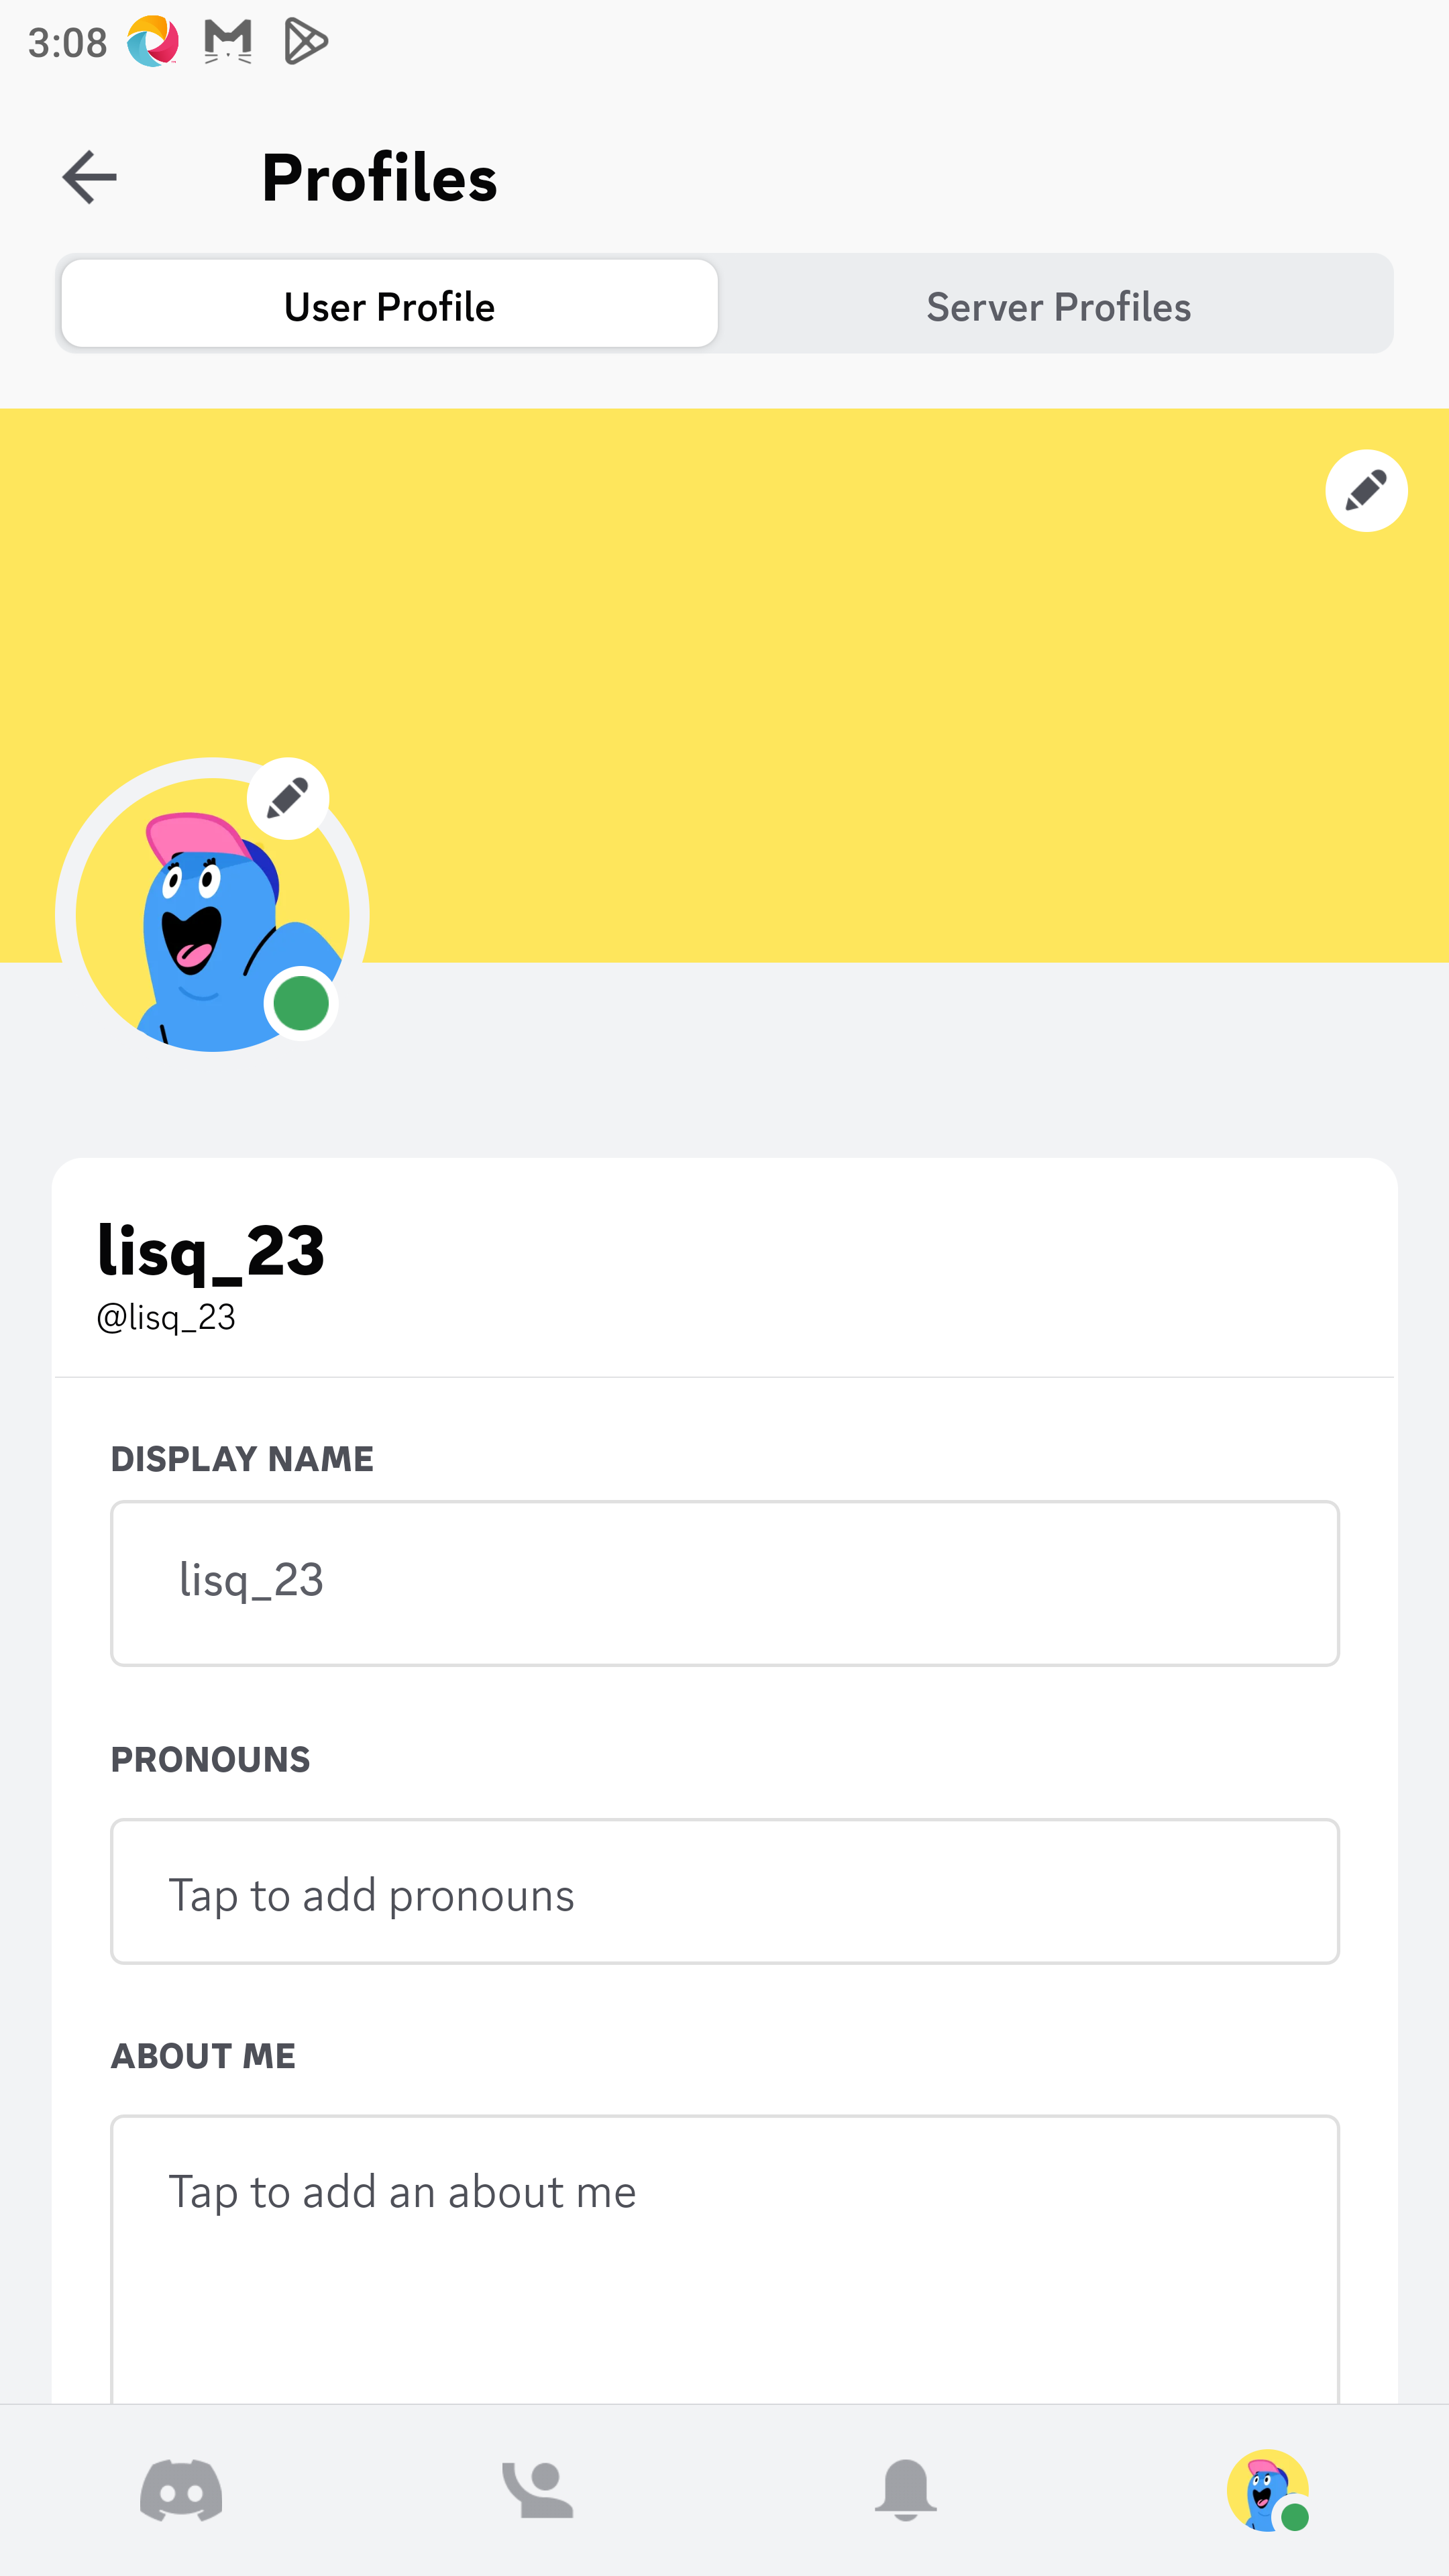 3:08
Profiles
User Profile
Server Profiles
lisq_23
@lisq_23
DISPLAY NAME
lisq_23
PRONOUNS
Tap to add pronouns
ABOUT ME
Tap to add an about me